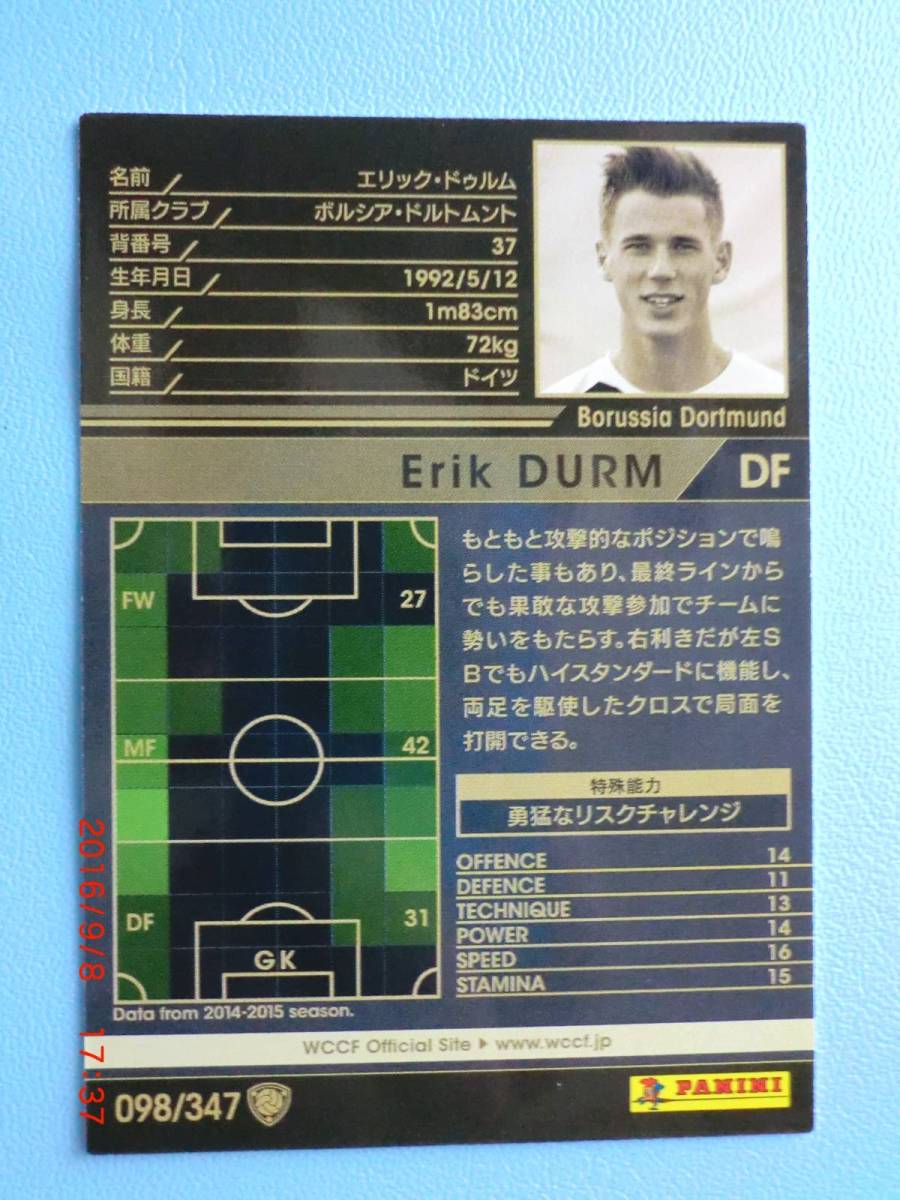 名前 エリック・ドゥルム
所属クラブ ボルシア・ドルトムント
背番号 37
生年月日 1992/5/12
身長 1m83cm
体重 72kg
国籍 ドイツ
Borussia Dortmund
Erik DURM DF
FW 27
MF 42
DF 31
GK
Data from 2014-2015 season.
もともと攻撃的なポジションで鳴
らした事もあり、最終ラインから
でも果敢な攻撃参加でチームに
勢いをもたらす。右利きだが左S
Bでもハイスタンダードに機能し、
両足を駆使したクロスで局面を
打開できる。
特殊能力
勇猛なリスクチャレンジ
OFFENCE 14
DEFENCE 11
TECHNIQUE 13
POWER 14
SPEED 16
STAMINA 15
WCCF Official Site ▶ www.wccf.jp
098/347
PANINI
2016/9/8 17:37